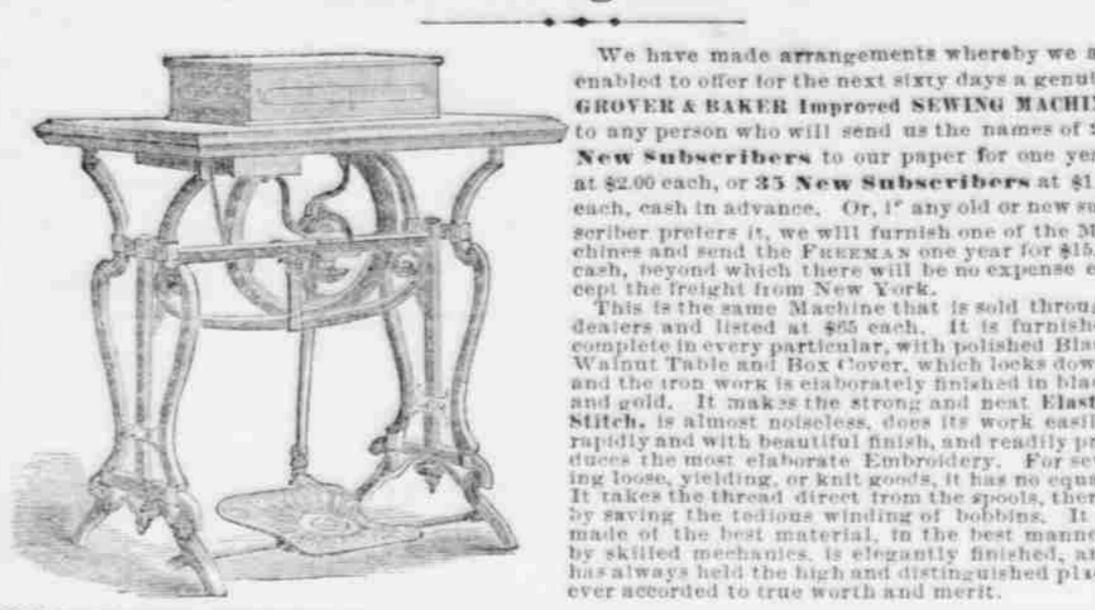 We have made arrangements whereby we a
enabled to offer for the next sixty days a genui
GROVER & BAKER Improved SEWING MACHI
to any person who will send us the names of
New Subscribers to our paper for one ye
at $2.00 each, or 35 New Subscribers at $1
each, cash in advance. Or, if any old or new su
scriber prefers it, we will furnish one of the M
chines and send the FREEMAN one year for $15.
cash, beyond which there will be no expense e
cept the freight from New York.
This is the same Machine that is sold throug
dealers and listed at $65 each. It is furnishe
complete in every particular, with polished Blac
Walnut Table and Box Cover, which locks dow
and the iron work is elaborately finished in blac
and gold. It makes the strong and neat Elast
Stitch, is almost noiseless, does its work easil
rapidly and with beautiful finish, and readily pr
duces the most elaborate Embroidery. For sew
ing loose, yielding, or knit goods, it has no equa
It takes the thread direct from the spools, ther
by saving the tedious winding of bobbins. It
made of the best material, in the best manne
by skilled mechanics, is elegantly finished, an
has always held the high and distinguished pla
ever accorded to true worth and merit.